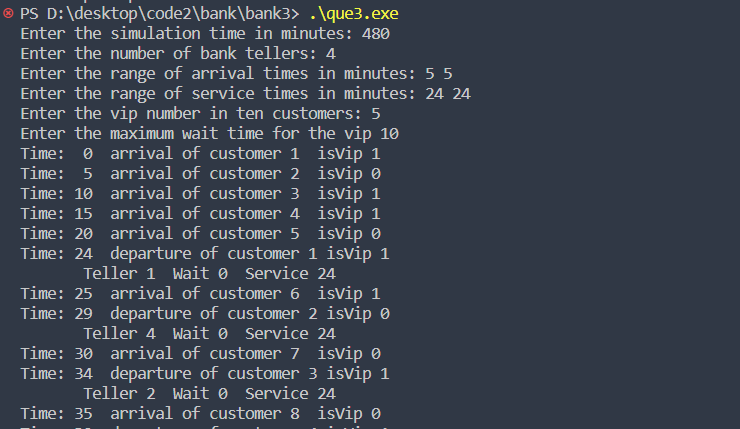 PS D:\desktop\code2\bank\bank3> .\que3.exe
Enter the simulation time in minutes: 480
Enter the number of bank tellers: 4
Enter the range of arrival times in minutes: 5 5
Enter the range of service times in minutes: 24 24
Enter the vip number in ten customers: 5
Enter the maximum wait time for the vip 10
Time:  0  arrival of customer 1  isVip 1
Time:  5  arrival of customer 2  isVip 0
Time: 10  arrival of customer 3  isVip 1
Time: 15  arrival of customer 4  isVip 1
Time: 20  arrival of customer 5  isVip 0
Time: 24  departure of customer 1 isVip 1
       Teller 1  Wait 0  Service 24
Time: 25  arrival of customer 6  isVip 1
Time: 29  departure of customer 2 isVip 0
       Teller 4  Wait 0  Service 24
Time: 30  arrival of customer 7  isVip 0
Time: 34  departure of customer 3 isVip 1
       Teller 2  Wait 0  Service 24
Time: 35  arrival of customer 8  isVip 0